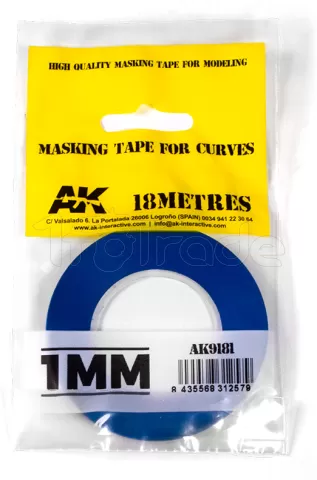 HIGH QUALITY MASKING TAPE FOR MODELING
MASKING TAPE FOR CURVES
AK
18METRES
C/ Valsalado 6. La Portalada 26006 Logroño (SPAIN) 0034 941 22 36 64
www.ak-interactive.com / info@ak-interactive.com
1MM
AK9181
8 435568 312579